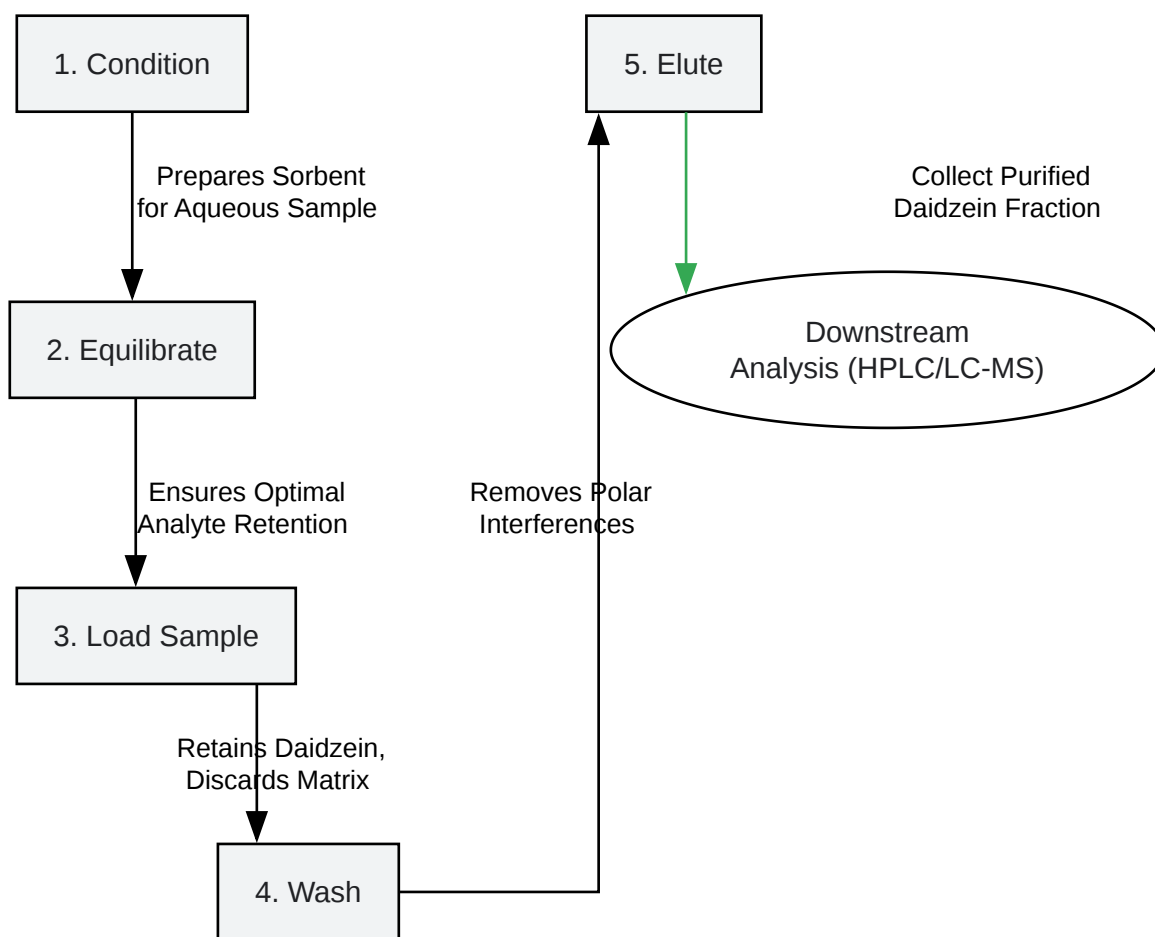 1. Condition
Prepares Sorbent
for Aqueous Sample
2. Equilibrate
Ensures Optimal
Analyte Retention
3. Load Sample
Retains Daidzein,
Discards Matrix
4. Wash
Removes Polar
Interferences
5. Elute
Collect Purified
Daidzein Fraction
Downstream
Analysis (HPLC/LC-MS)